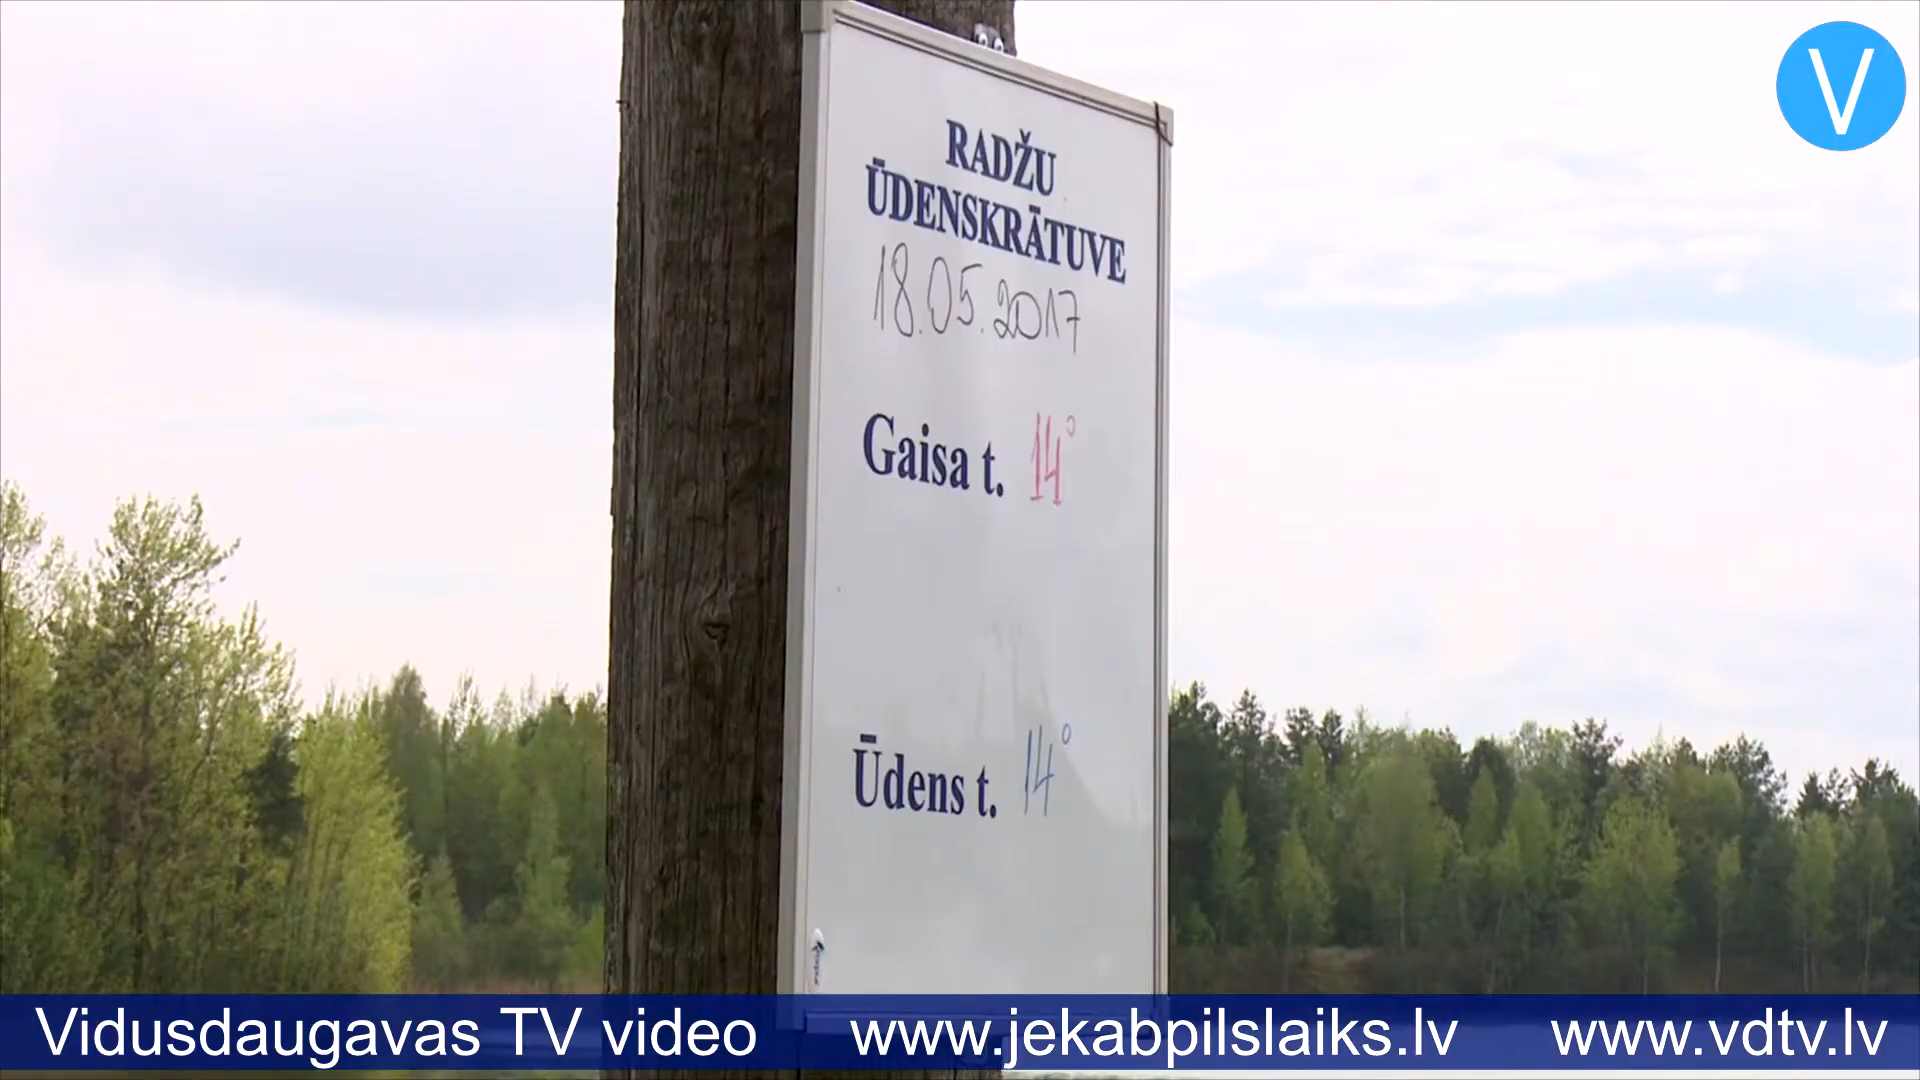 V
RADŽU
ŪDENSKRĀTUVE
18.05.2017
Gaisa t. 14°
Ūdens t. 14°
Vidusdaugavas TV video www.jekabpilslaiks.lv www.vdtv.lv